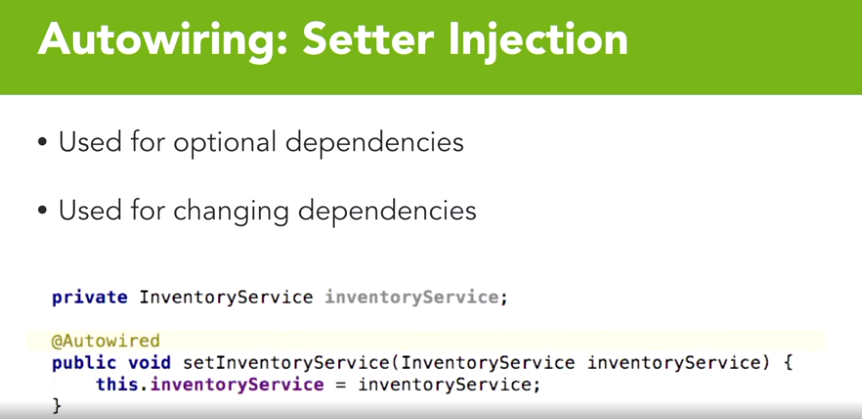 Autowiring: Setter Injection
• Used for optional dependencies
• Used for changing dependencies
private InventoryService inventoryService;
@Autowired
public void setInventoryService(InventoryService inventoryService) {
    this.inventoryService = inventoryService;
}